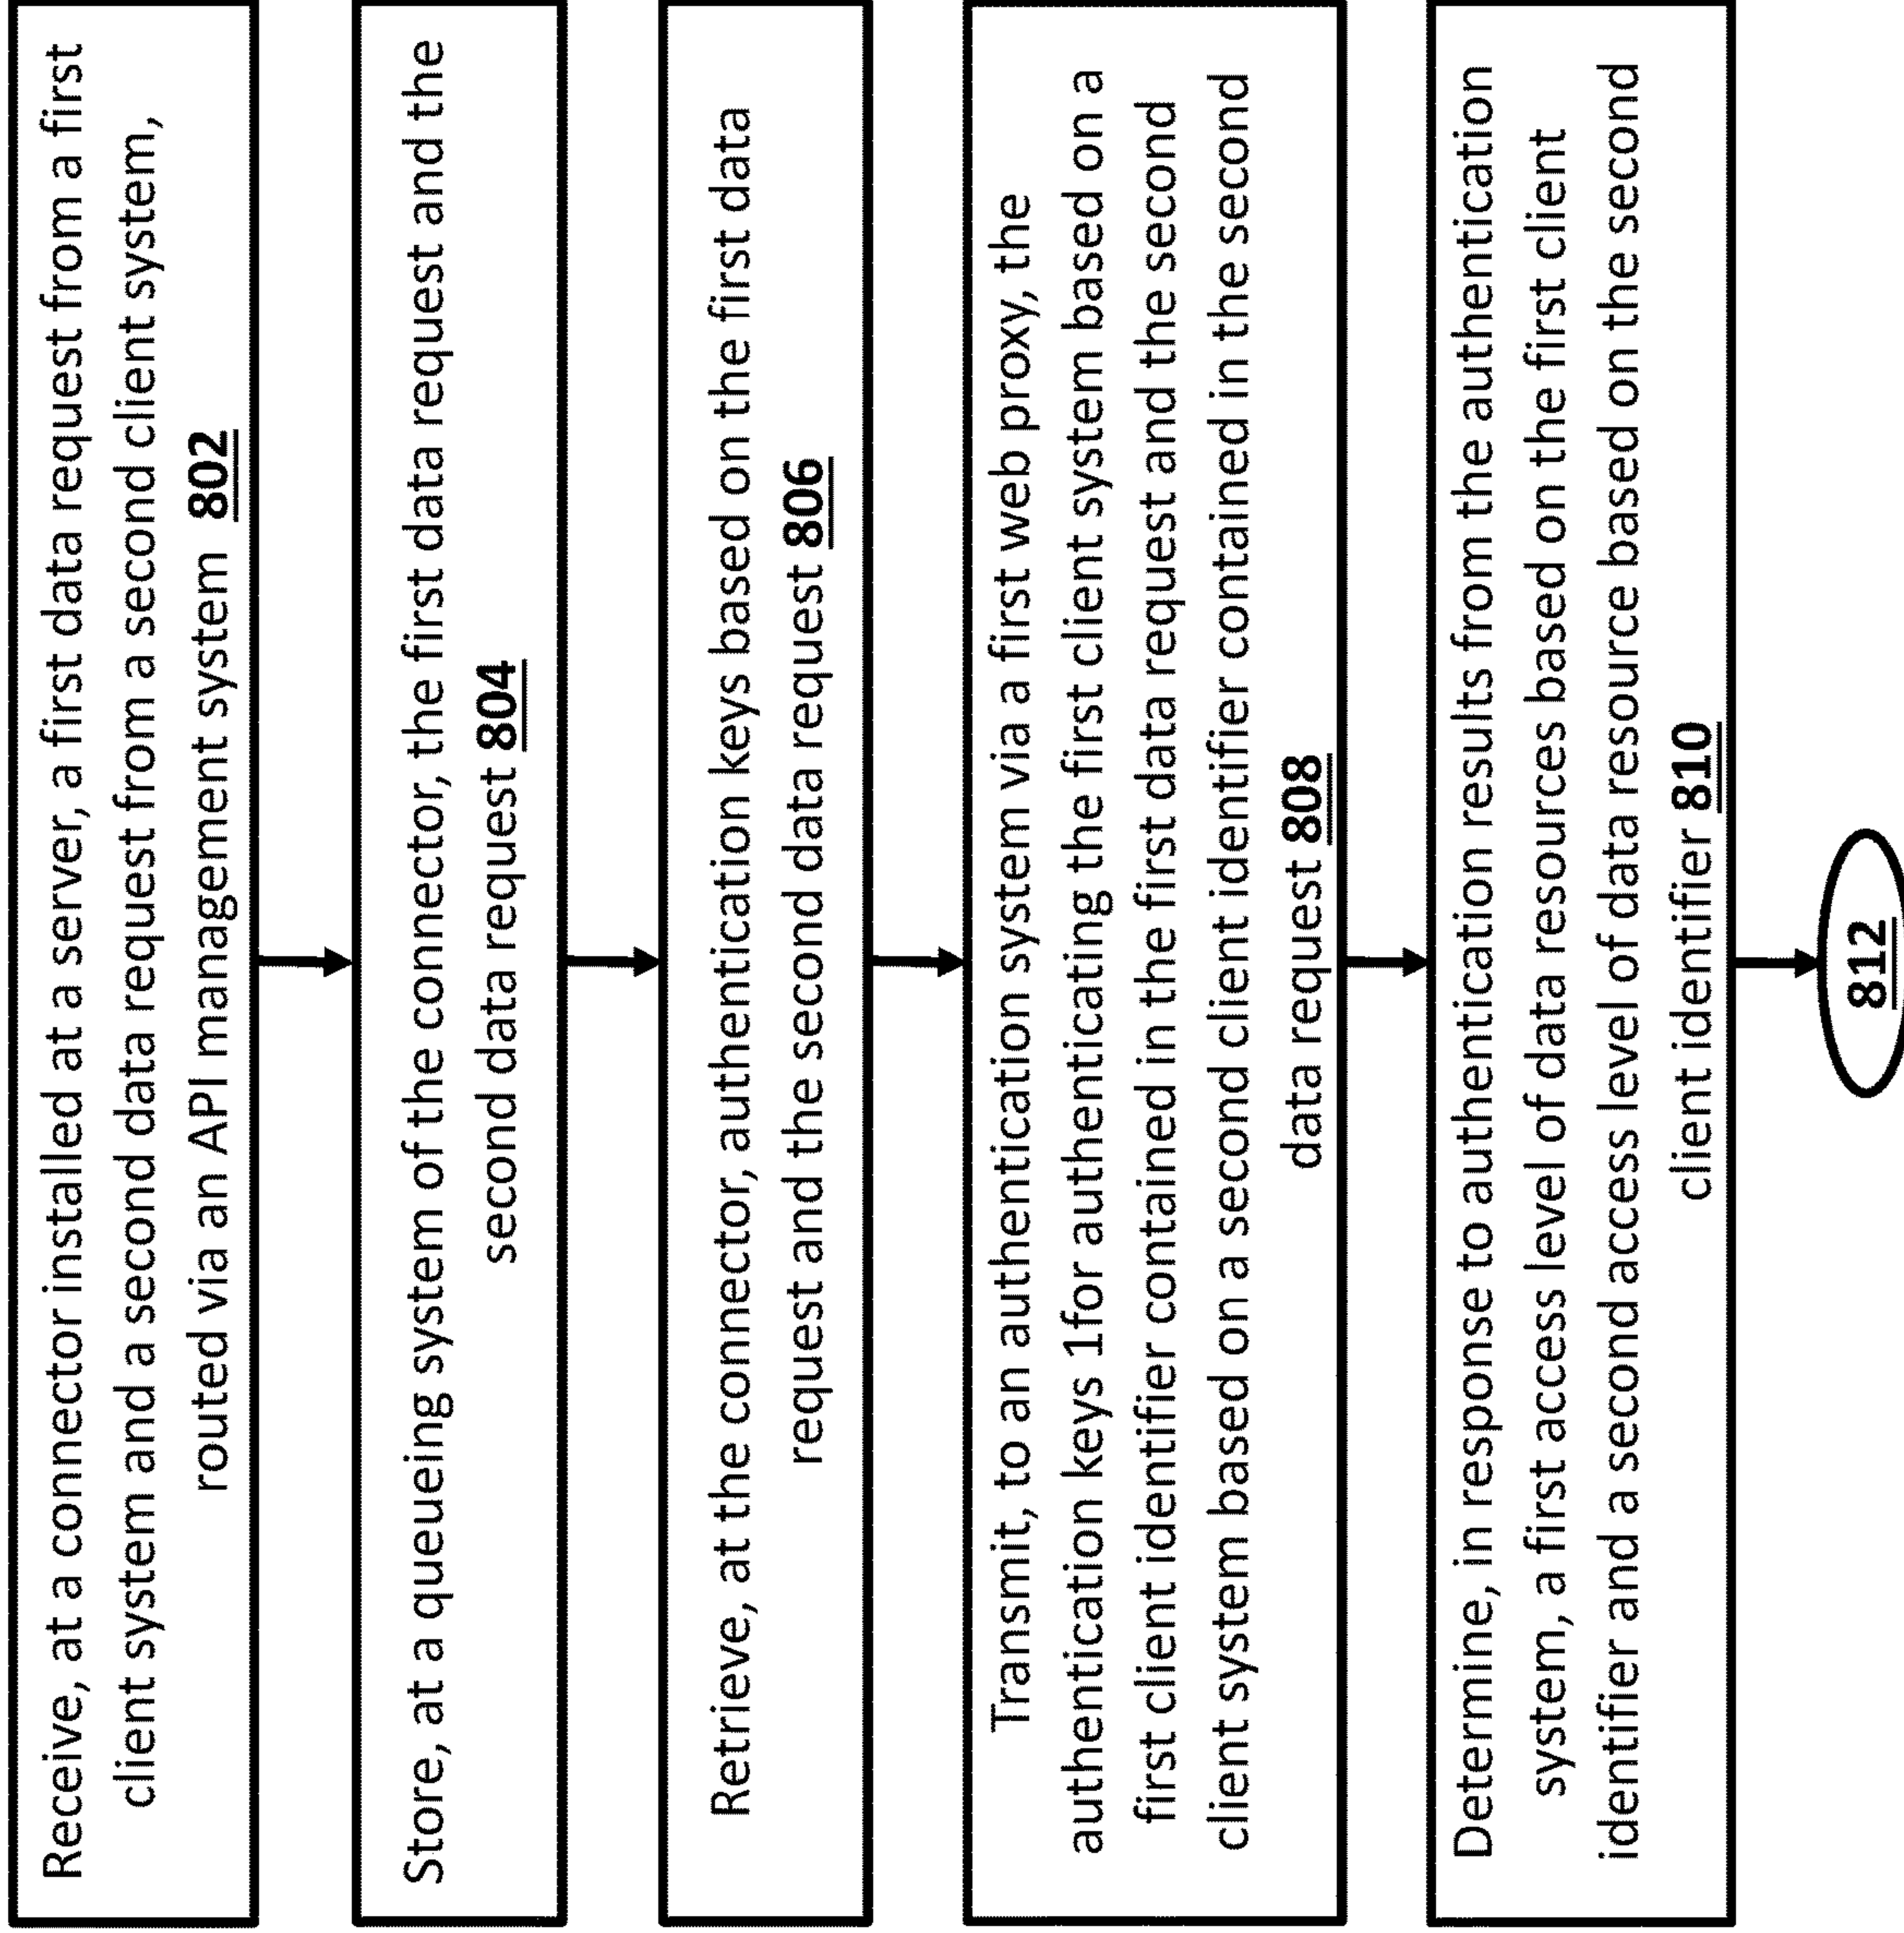 Receive, at a connector installed at a server, a first data request from a first
client system and a second data request from a second client system,
routed via an API management system 802
Store, at a queueing system of the connector, the first data request and the
second data request 804
Retrieve, at the connector, authentication keys based on the first data
request and the second data request 806
Transmit, to an authentication system via a first web proxy, the
authentication keys 1for authenticating the first client system based on a
first client identifier contained in the first data request and the second
client system based on a second client identifier contained in the second
data request 808
Determine, in response to authentication results from the authentication
system, a first access level of data resources based on the first client
identifier and a second access level of data resource based on the second
client identifier 810
812